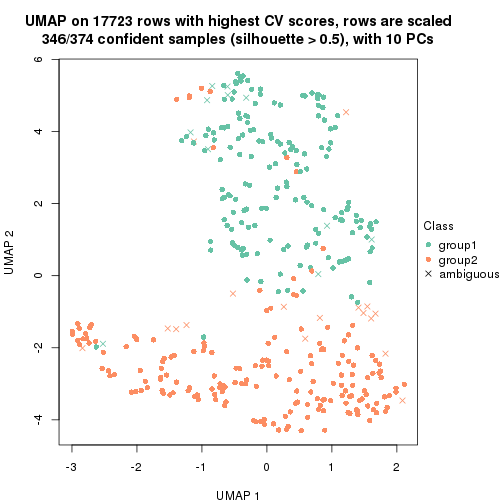 UMAP on 17723 rows with highest CV scores, rows are scaled
346/374 confident samples (silhouette > 0.5), with 10 PCs
6
4
2
0
-2
-4
UMAP 2
-3
-2
-1
0
1
2
UMAP 1
Class
group1
group2
ambiguous